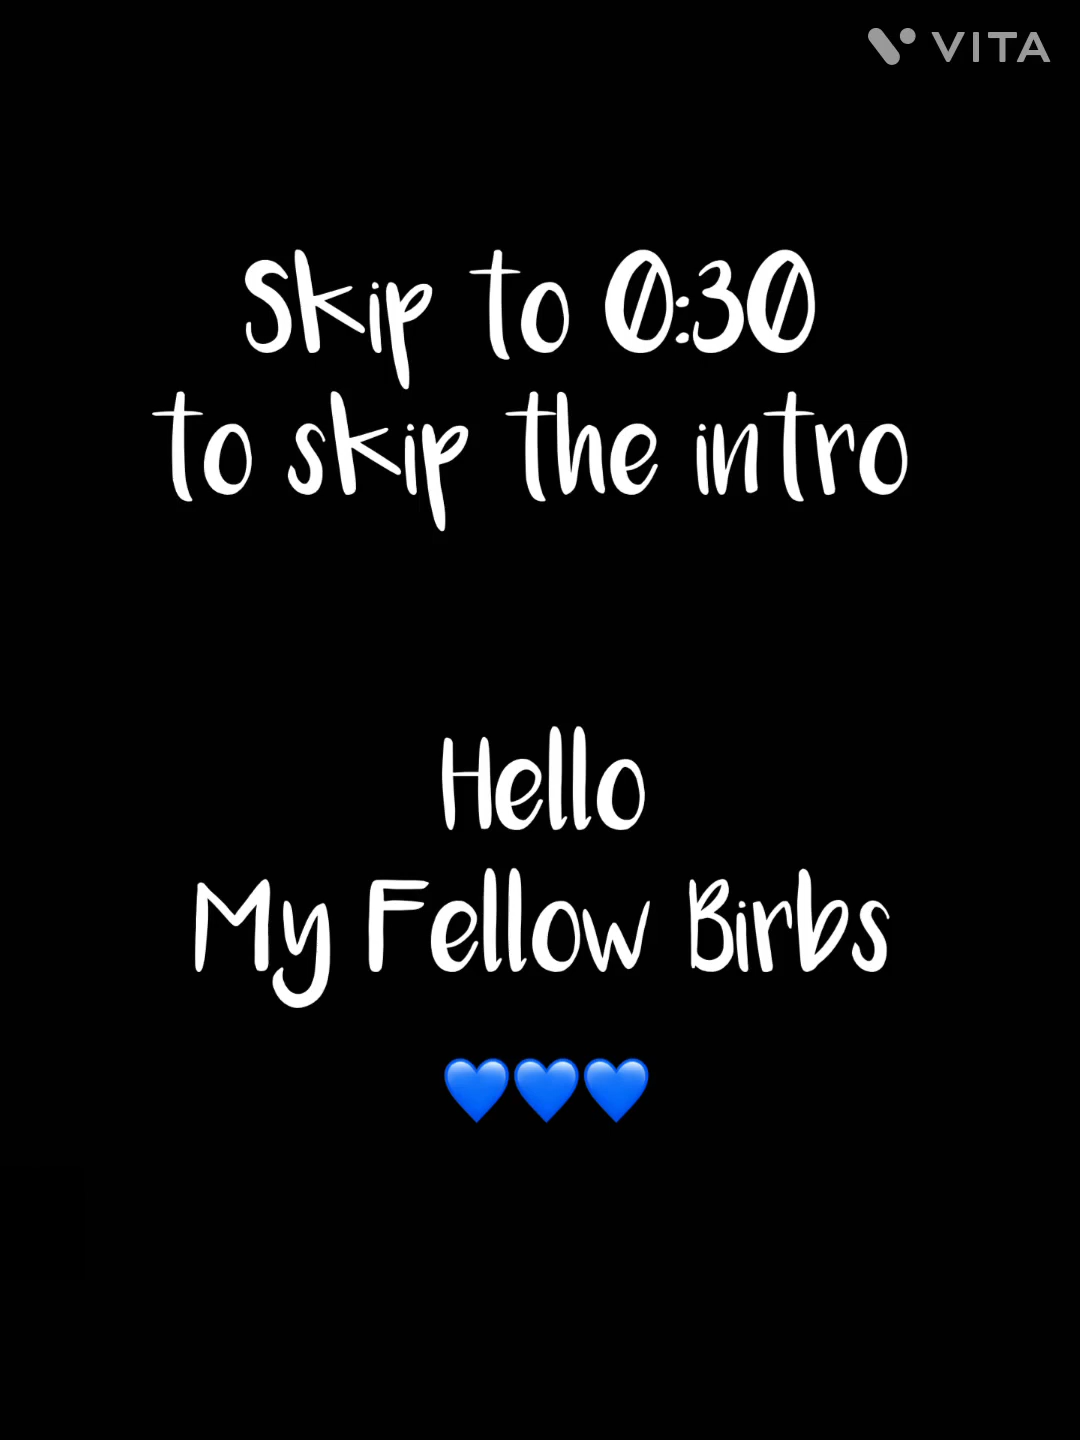 VITA
Skip to 0:30
to skip the intro
Hello
My Fellow Birbs
💙💙💙